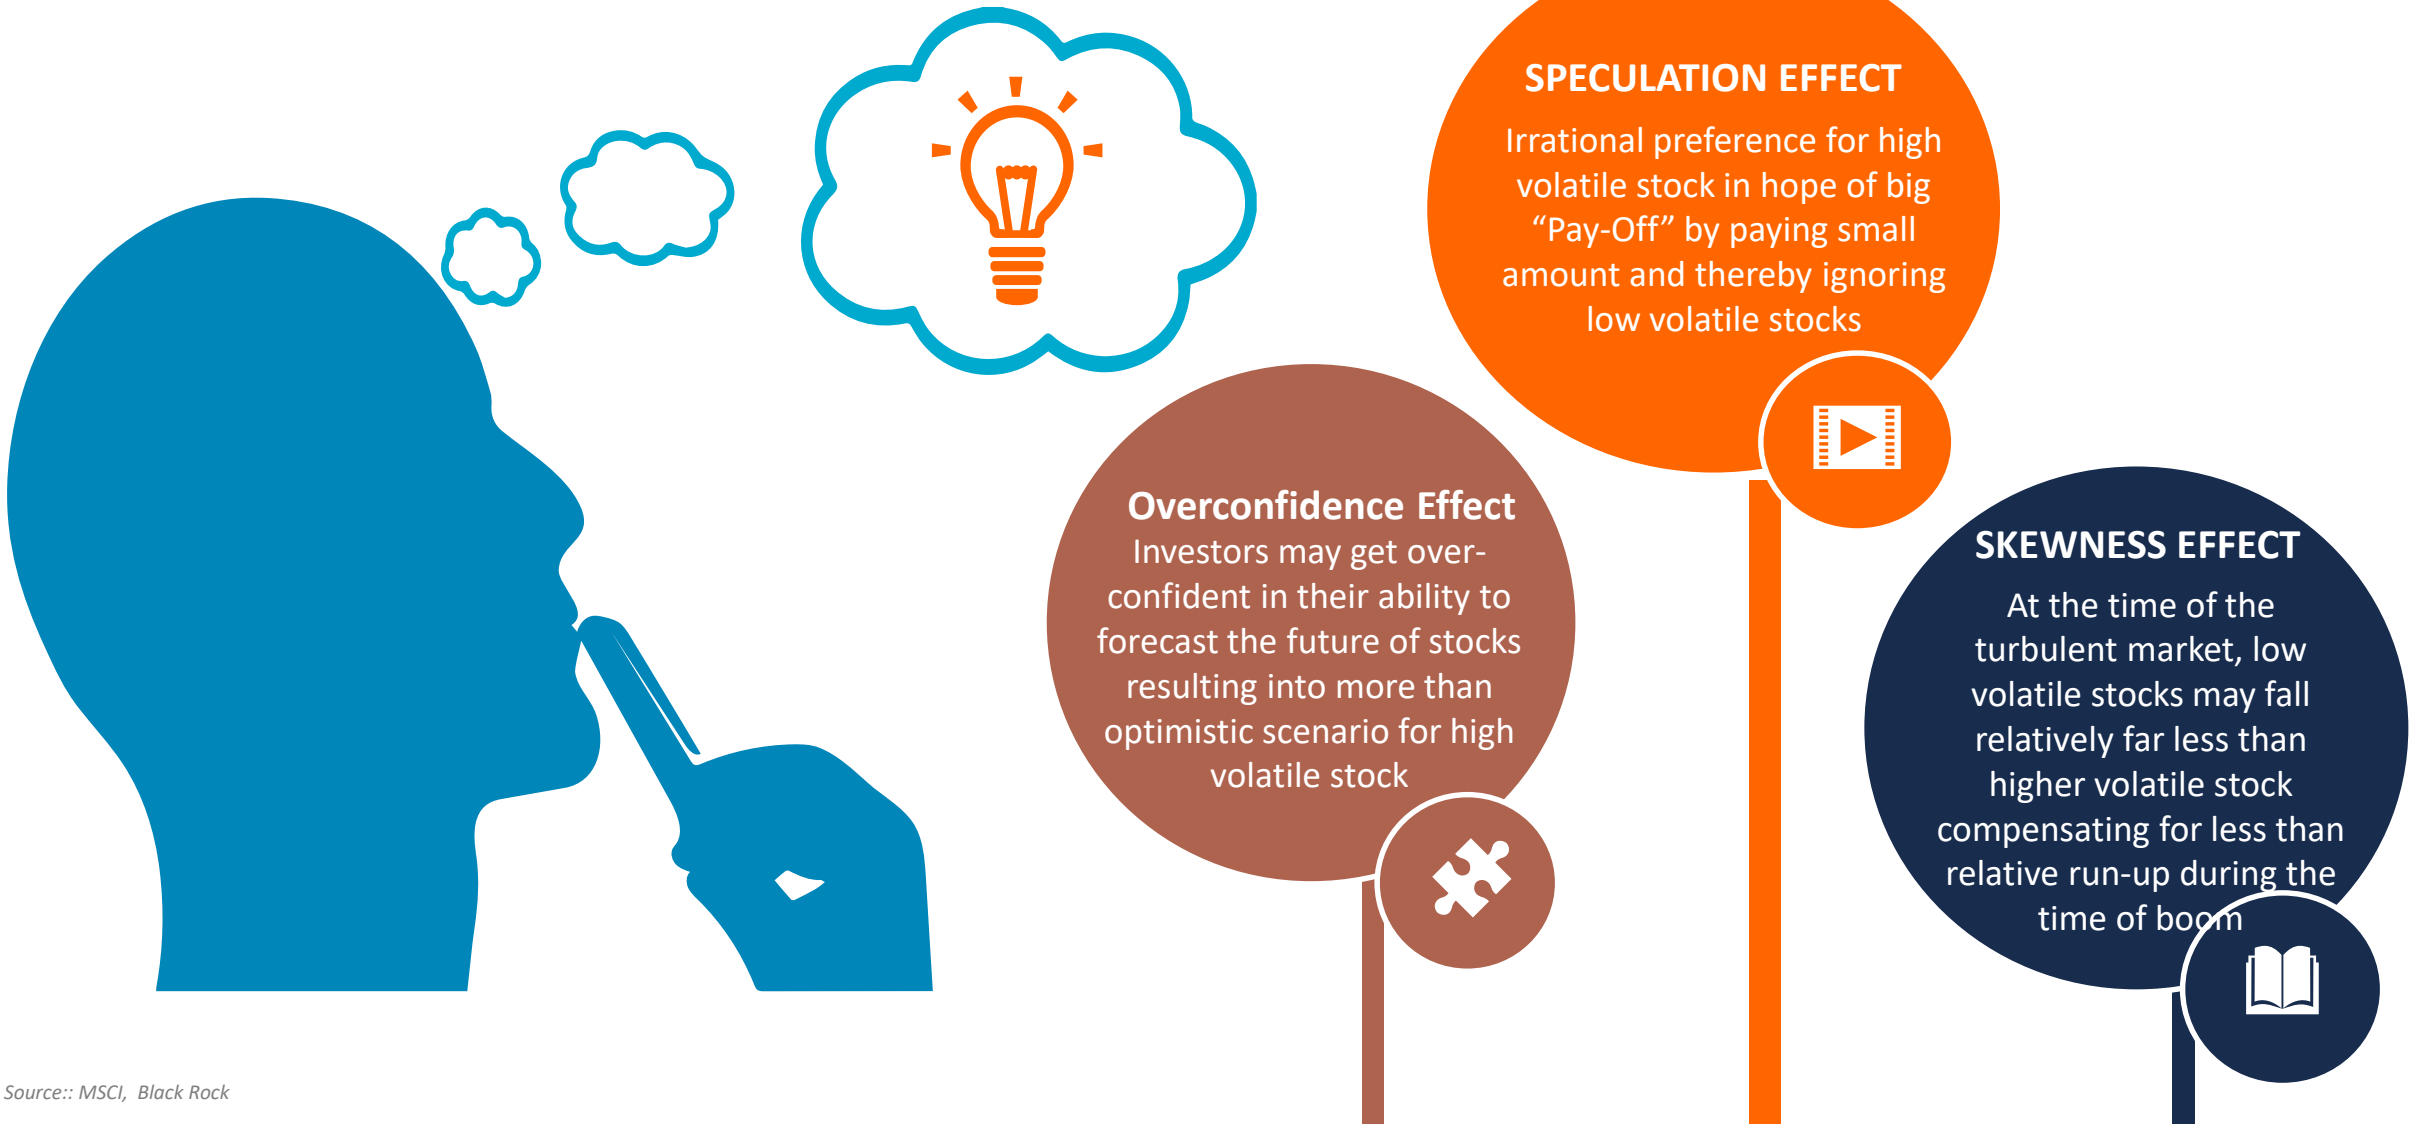 SPECULATION EFFECT
Irrational preference for high
volatile stock in hope of big
“Pay-Off” by paying small
amount and thereby ignoring
low volatile stocks
Overconfidence Effect
Investors may get over-
confident in their ability to
forecast the future of stocks
resulting into more than
optimistic scenario for high
volatile stock
SKEWNESS EFFECT
At the time of the
turbulent market, low
volatile stocks may fall
relatively far less than
higher volatile stock
compensating for less than
relative run-up during the
time of boom
Source:: MSCI, Black Rock